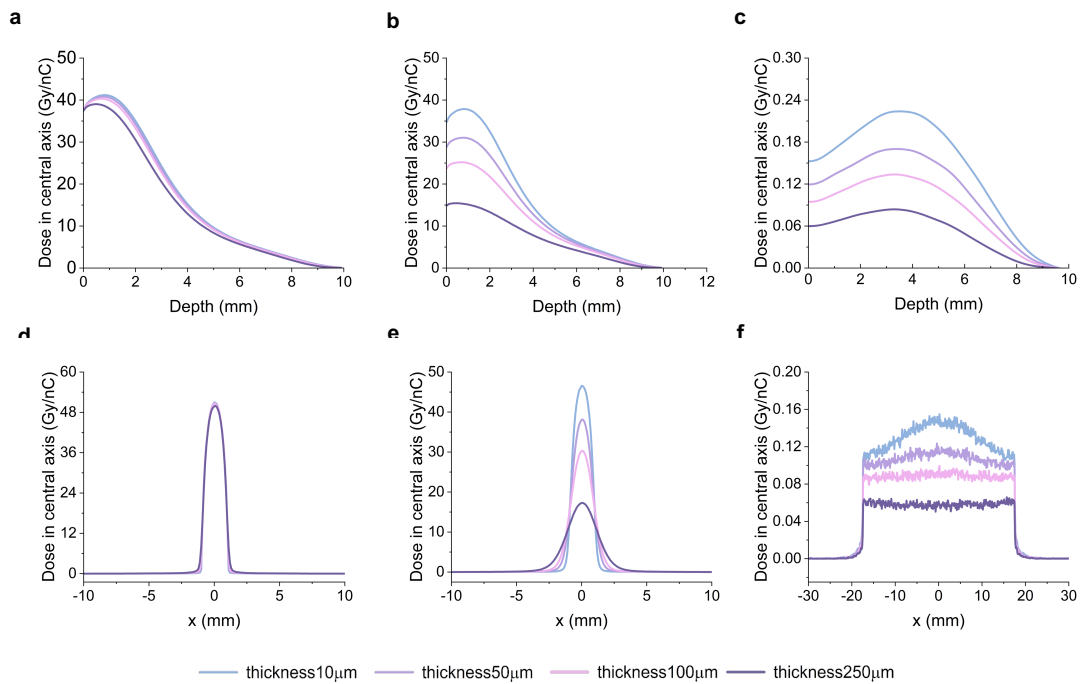 a
b
c
Dose in central axis (Gy/nC)
50
40
30
20
10
0
0 2 4 6 8 10
Depth (mm)
Dose in central axis (Gy/nC)
50
40
30
20
10
0
0 2 4 6 8 10 12
Depth (mm)
Dose in central axis (Gy/nC)
0.30
0.24
0.18
0.12
0.06
0.00
0 2 4 6 8 10
Depth (mm)
d
e
f
Dose in central axis (Gy/nC)
60
48
36
24
12
0
-10 -5 0 5 10
x (mm)
Dose in central axis (Gy/nC)
50
40
30
20
10
0
-10 -5 0 5 10
x (mm)
Dose in central axis (Gy/nC)
0.20
0.16
0.12
0.08
0.04
0.00
-30 -20 -10 0 10 20 30
x (mm)
thickness10μm thickness50μm thickness100μm thickness250μm